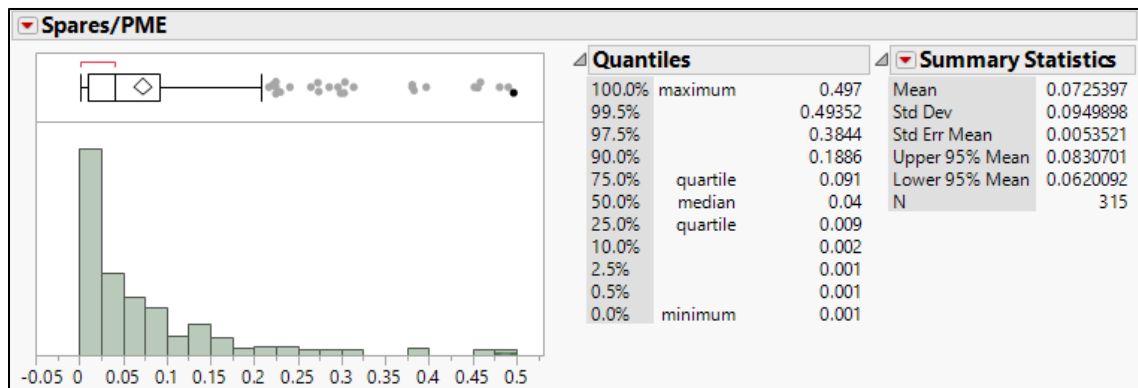 Spares/PME
-0.05 0 0.05 0.1 0.15 0.2 0.25 0.3 0.35 0.4 0.45 0.5
Quantiles
100.0% maximum 0.497
99.5% 0.49352
97.5% 0.3844
90.0% 0.1886
75.0% quartile 0.091
50.0% median 0.04
25.0% quartile 0.009
10.0% 0.002
2.5% 0.001
0.5% 0.001
0.0% minimum 0.001
Summary Statistics
Mean 0.0725397
Std Dev 0.0949898
Std Err Mean 0.0053521
Upper 95% Mean 0.0830701
Lower 95% Mean 0.0620092
N 315